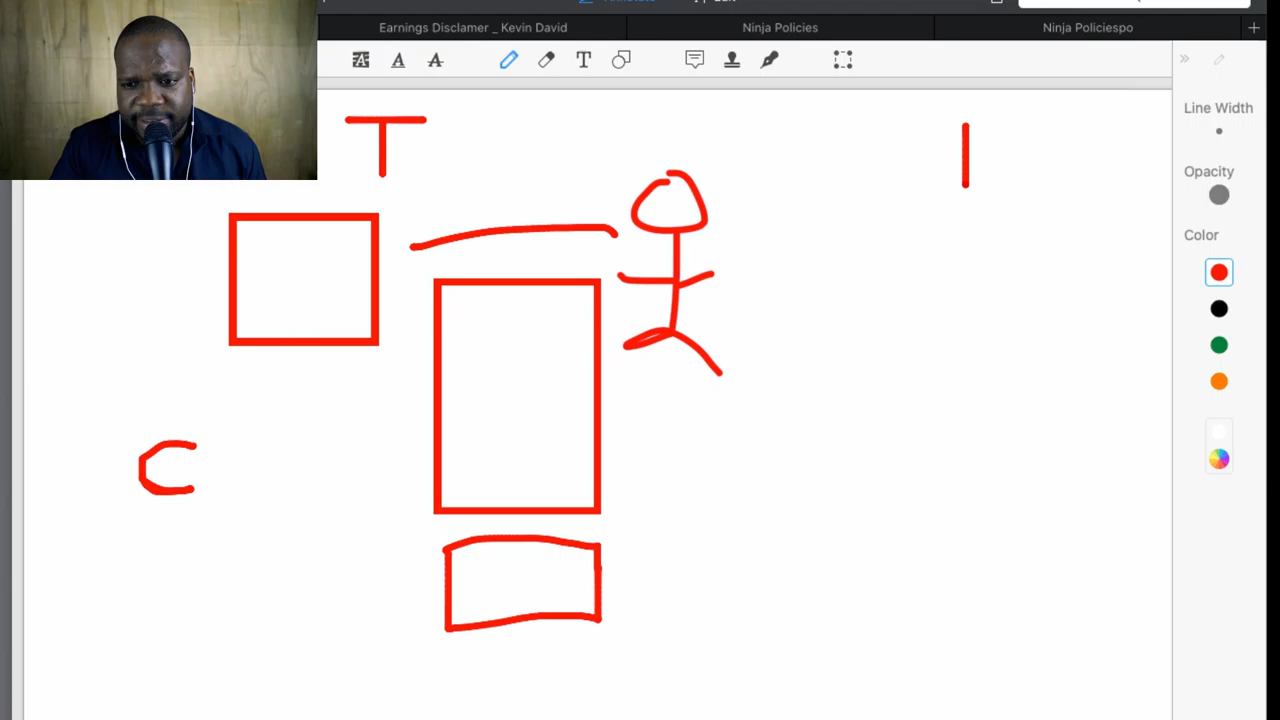 Earnings Disclamer _ Kevin David
Ninja Policies
Ninja Policiespo
T
Line Width
Opacity
Color
T
I
C